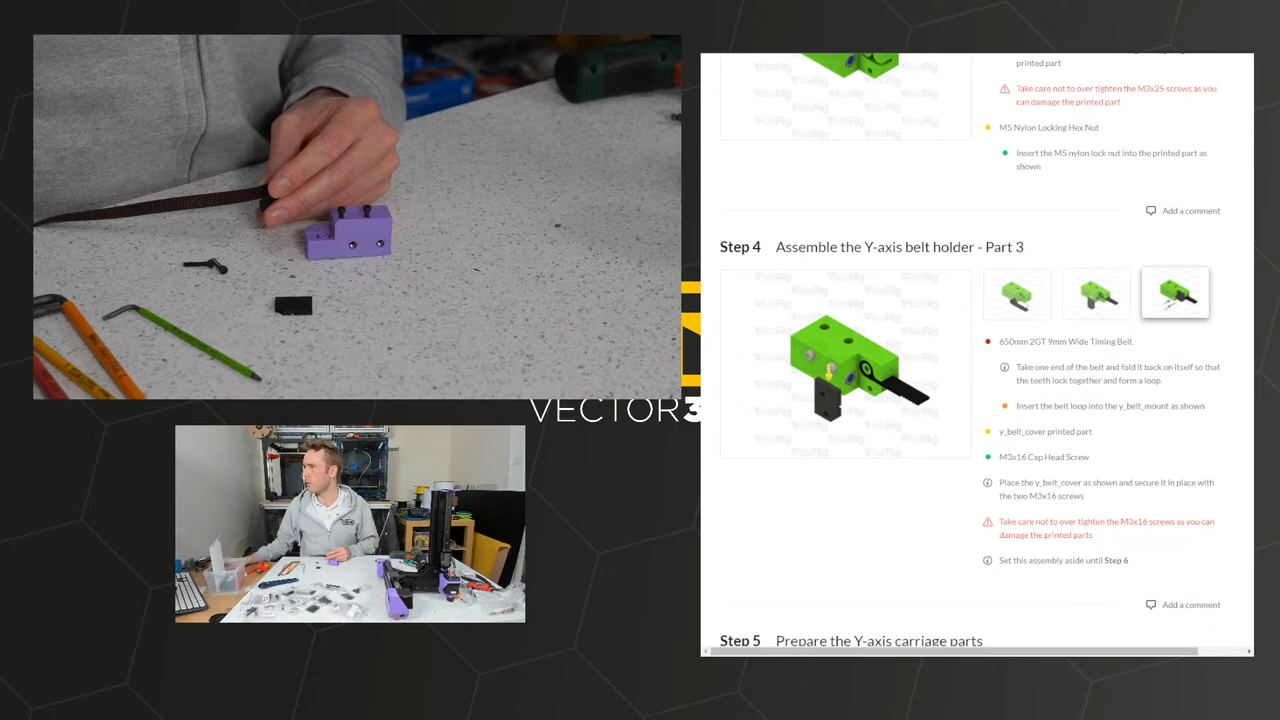 printed part
Take care not to over tighten the M3x25 screws as you
can damage the printed part
M5 Nylon Locking Hex Nut
Insert the M5 nylon lock nut into the printed part as
shown
Add a comment
Step 4 Assemble the Y-axis belt holder - Part 3
650mm 2GT 9mm Wide Timing Belt
Take one end of the belt and fold it back on itself so that
the teeth lock together and form a loop
Insert the belt loop into the y_belt_mount as shown
y_belt_cover printed part
M3x16 Cap Head Screw
Place the y_belt_cover as shown and secure it in place with
the two M3x16 screws
Take care not to over tighten the M3x16 screws as you can
damage the printed parts
Set this assembly aside until Step 6
Add a comment
Step 5 Prepare the Y-axis carriage parts
VECTOR3